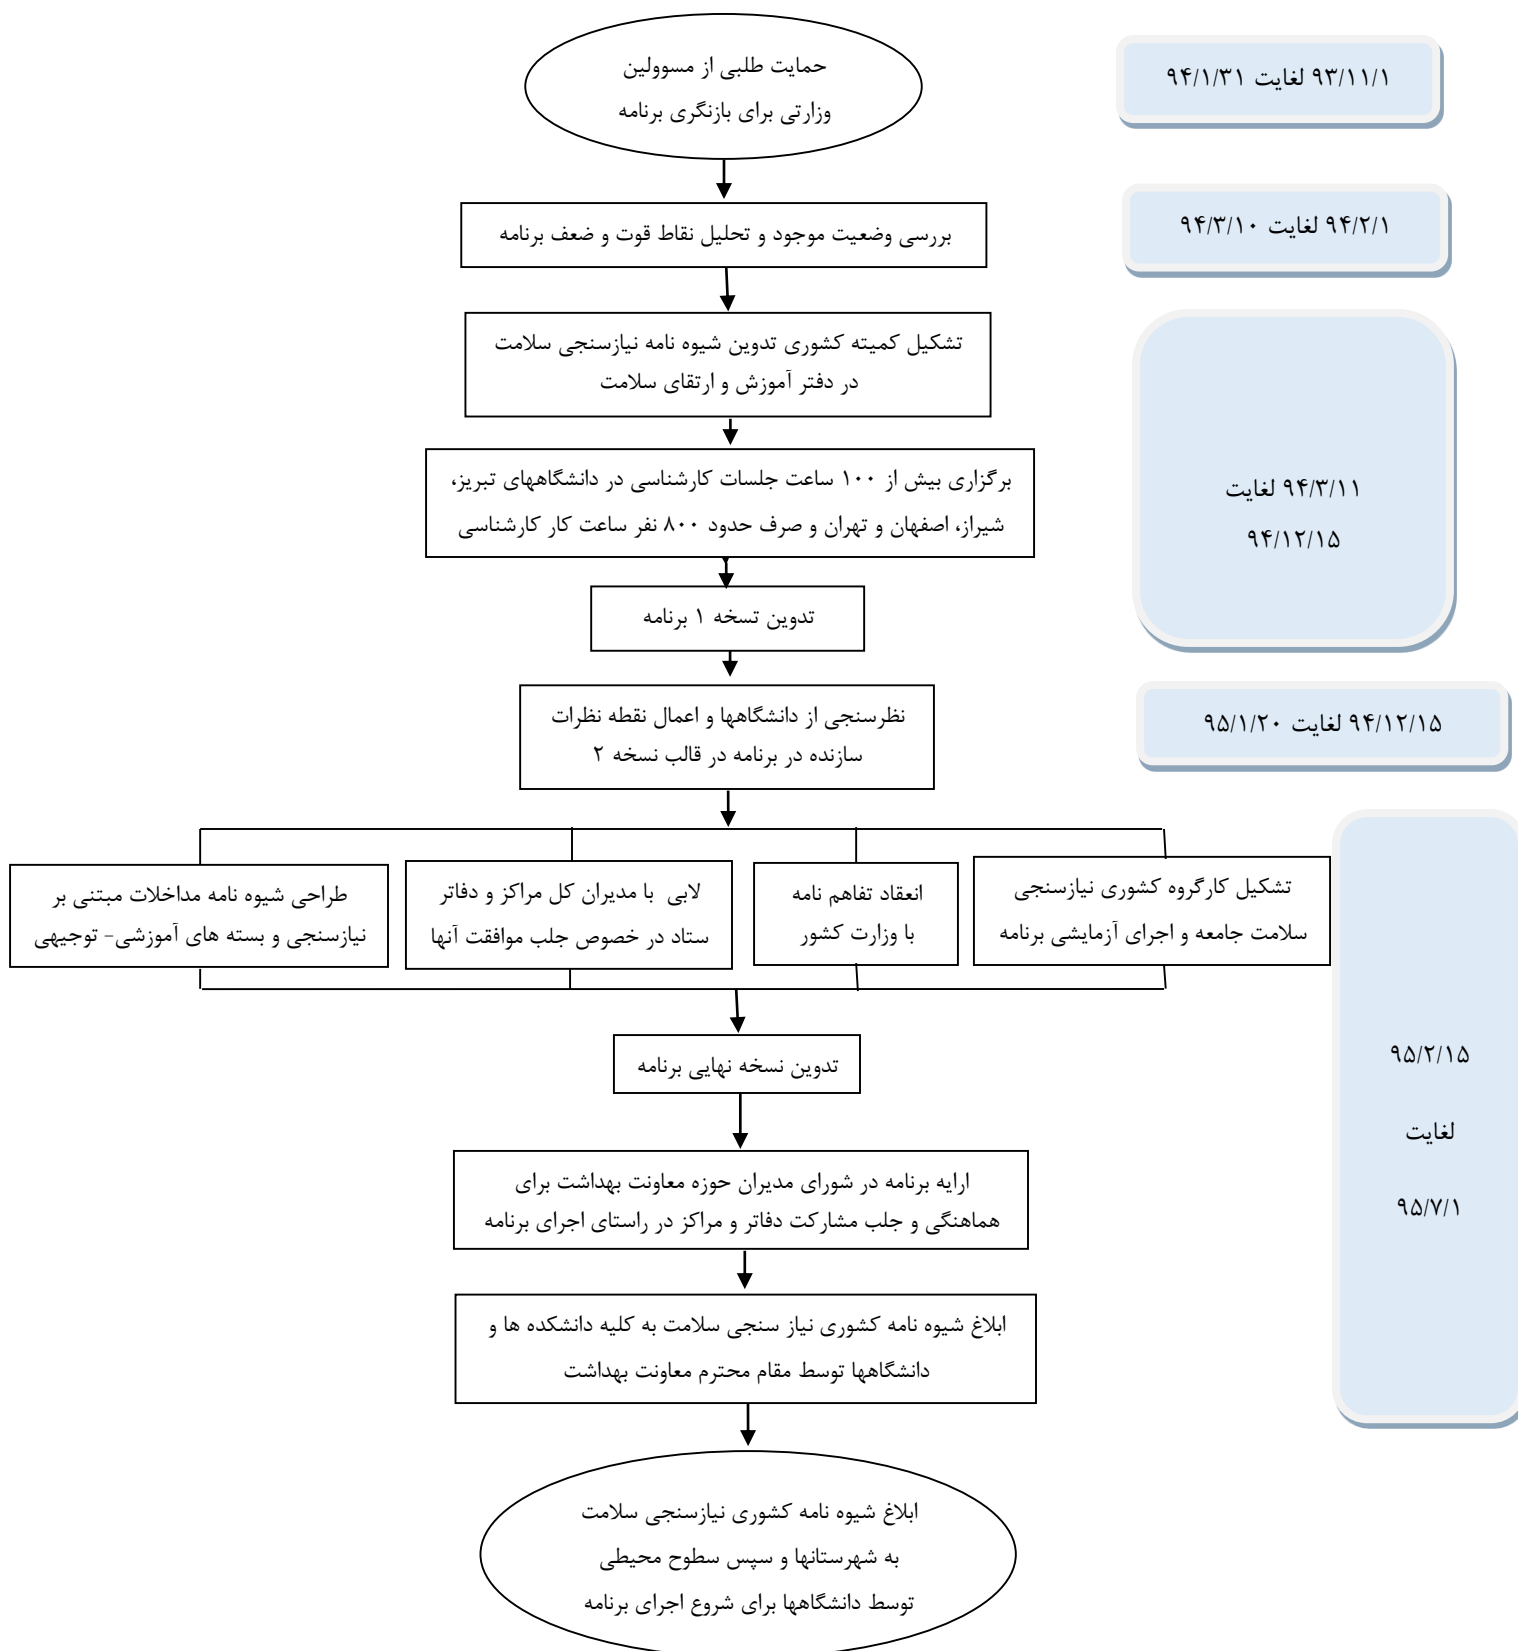 حمایت طلبی از مسوولین
وزارتی برای بازنگری برنامه
۹۳/۱۱/۱ لغایت ۹۴/۱/۳۱
بررسی وضعیت موجود و تحلیل نقاط قوت و ضعف برنامه
۹۴/۲/۱ لغایت ۹۴/۳/۱۰
تشکیل کمیته کشوری تدوین شیوه نامه نیازسنجی سلامت
در دفتر آموزش و ارتقای سلامت
برگزاری بیش از ۱۰۰ ساعت جلسات کارشناسی در دانشگاههای تبریز،
شیراز، اصفهان و تهران و صرف حدود ۸۰۰ نفر ساعت کار کارشناسی
۹۴/۳/۱۱ لغایت
۹۴/۱۲/۱۵
تدوین تسخه ۱ برنامه
نظرسنجی از دانشگاهها و اعمال نقطه نظرات
سازنده در برنامه در قالب نسخه ۲
۹۴/۱۲/۱۵ لغایت ۹۵/۱/۲۰
تشکیل کارگروه کشوری نیازسنجی
سلامت جامعه و اجرای آزمایشی برنامه
انعقاد تفاهم نامه
با وزارت کشور
لابی با مدیران کل مراکز و دفاتر
ستاد در خصوص جلب موافقت آنها
طراحی شیوه نامه مداخلات مبتنی بر
نیازسنجی و بسته های آموزشی- توجیهی
تدوین نسخه نهایی برنامه
۹۵/۲/۱۵
لغایت
۹۵/۷/۱
ارایه برنامه در شورای مدیران حوزه معاونت بهداشت برای
هماهنگی و جلب مشارکت دفاتر و مراکز در راستای اجرای برنامه
ابلاغ شیوه نامه کشوری نیاز سنجی سلامت به کلیه دانشکده ها و
دانشگاهها توسط مقام محترم معاونت بهداشت
ابلاغ شیوه نامه کشوری نیازسنجی سلامت
به شهرستانها و سپس سطوح محیطی
توسط دانشگاهها برای شروع اجرای برنامه